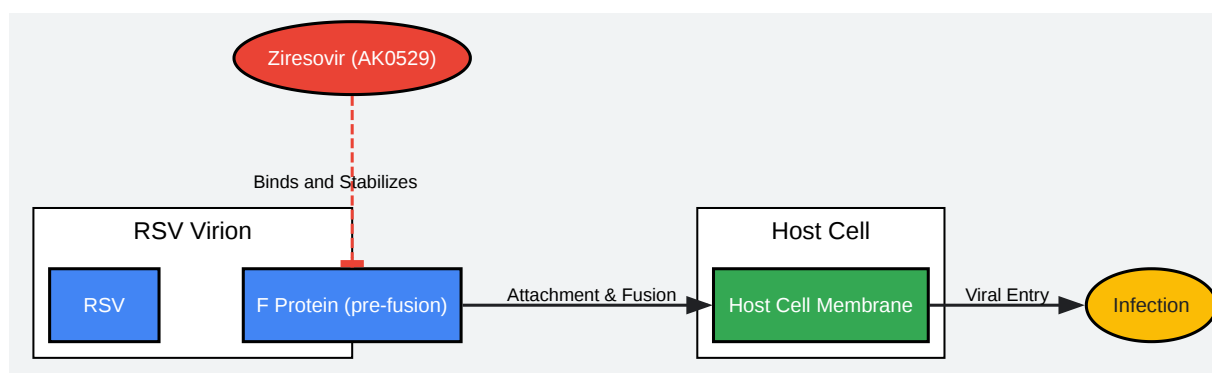 Ziresovir (AK0529)
Binds and Stabilizes
RSV Virion
RSV
F Protein (pre-fusion)
Attachment & Fusion
Host Cell
Host Cell Membrane
Viral Entry
Infection